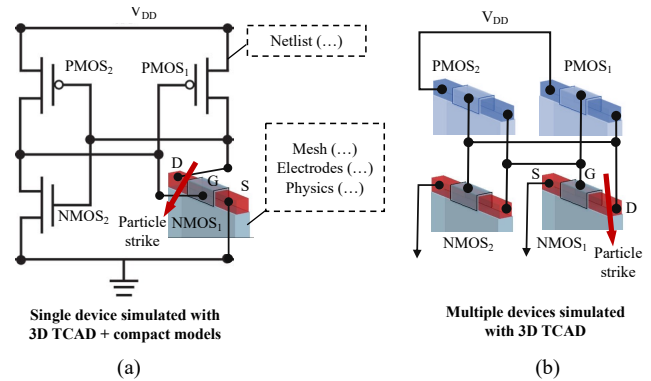 VDD
PMOS2
PMOS1
Netlist (…)
Mesh (…)
Electrodes (…)
Physics (…)
D
G
S
NMOS2
NMOS1
Particle
strike
Single device simulated with
3D TCAD + compact models
(a)
VDD
PMOS2
PMOS1
S
G
D
NMOS2
NMOS1
Particle
strike
Multiple devices simulated
with 3D TCAD
(b)